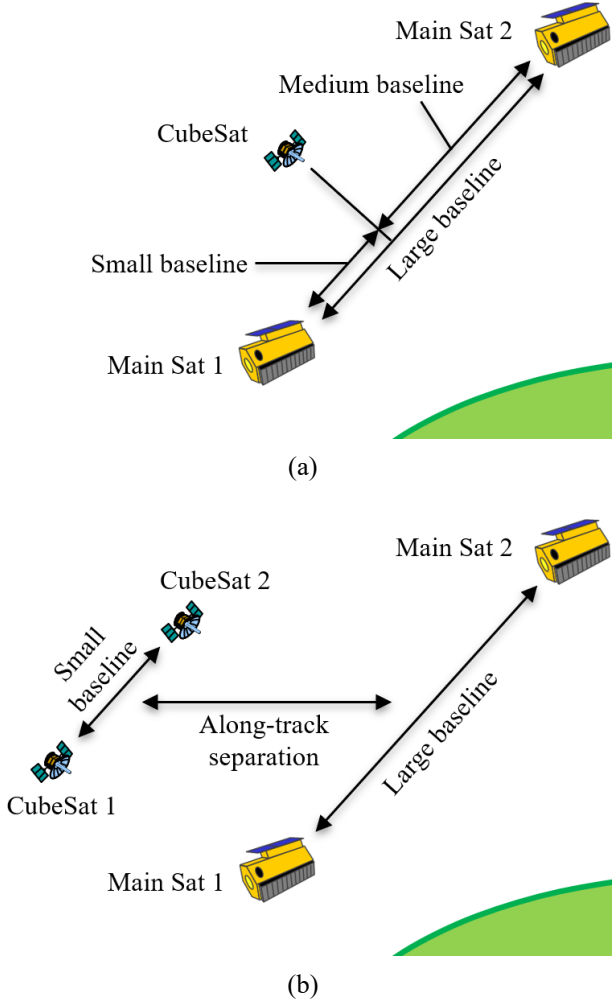 Main Sat 2
Medium baseline
CubeSat
Large baseline
Small baseline
Main Sat 1
(a)
Main Sat 2
CubeSat 2
Small
baseline
Large baseline
Along-track
separation
CubeSat 1
Main Sat 1
(b)